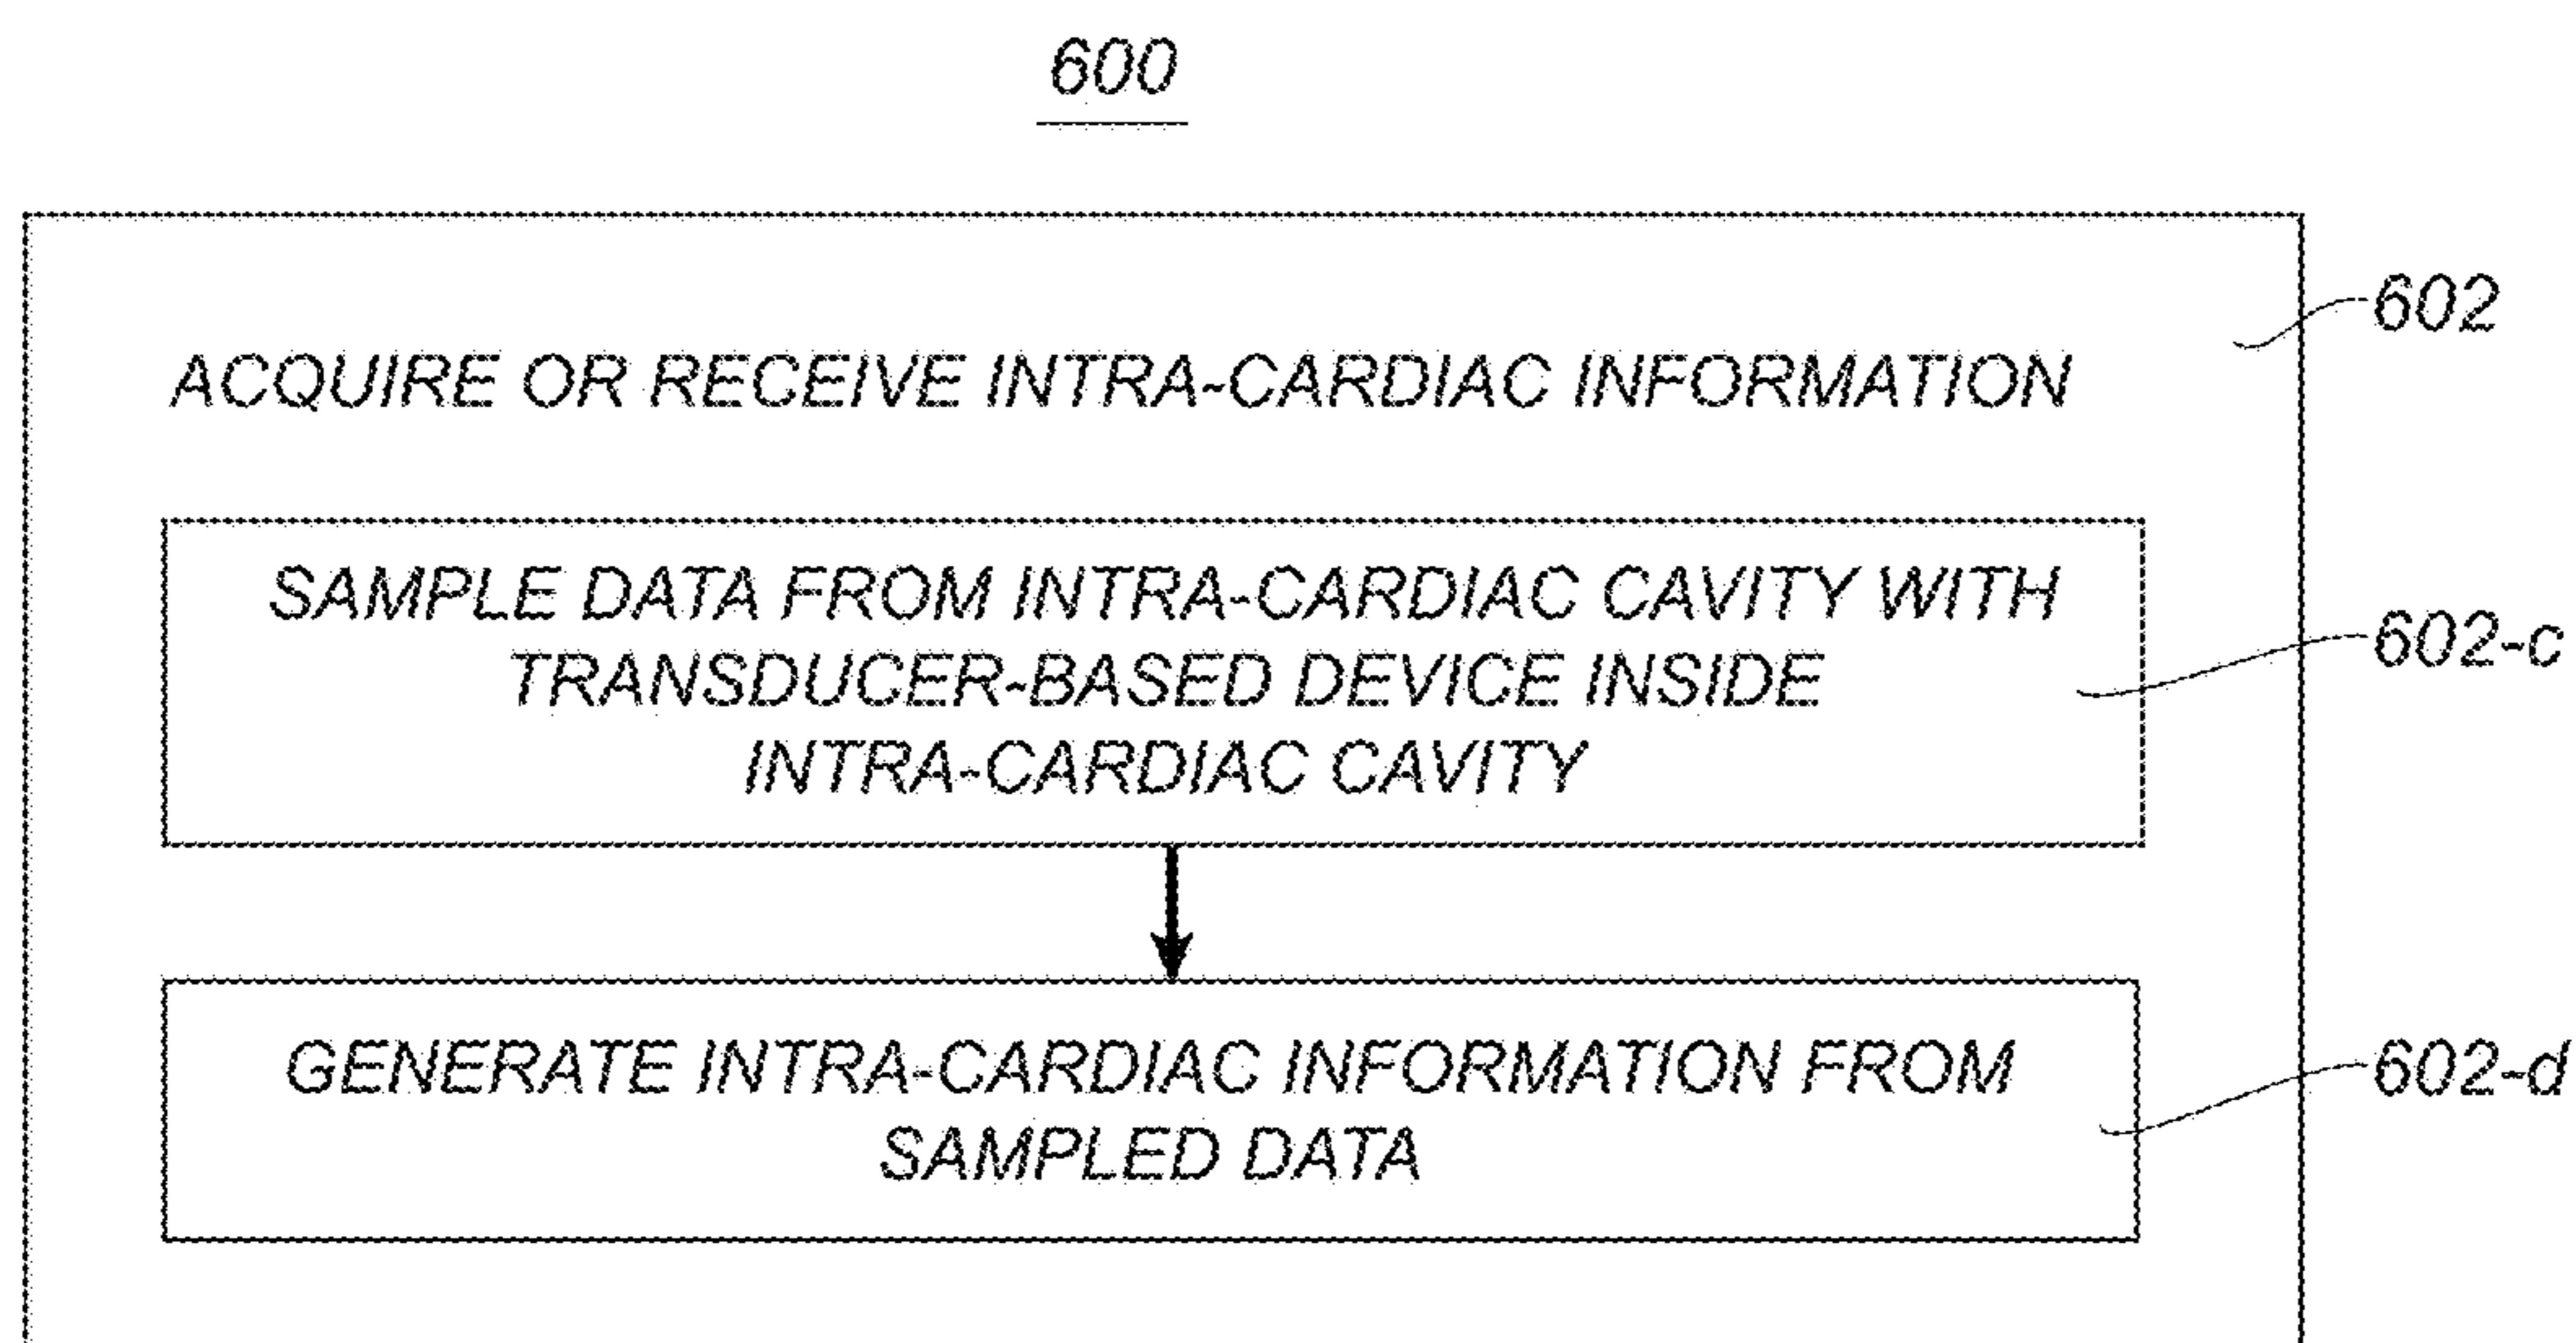 600
602
ACQUIRE OR RECEIVE INTRA-CARDIAC INFORMATION
SAMPLE DATA FROM INTRA-CARDIAC CAVITY WITH
TRANSDUCER-BASED DEVICE INSIDE
INTRA-CARDIAC CAVITY
602-c
GENERATE INTRA-CARDIAC INFORMATION FROM
SAMPLED DATA
602-d